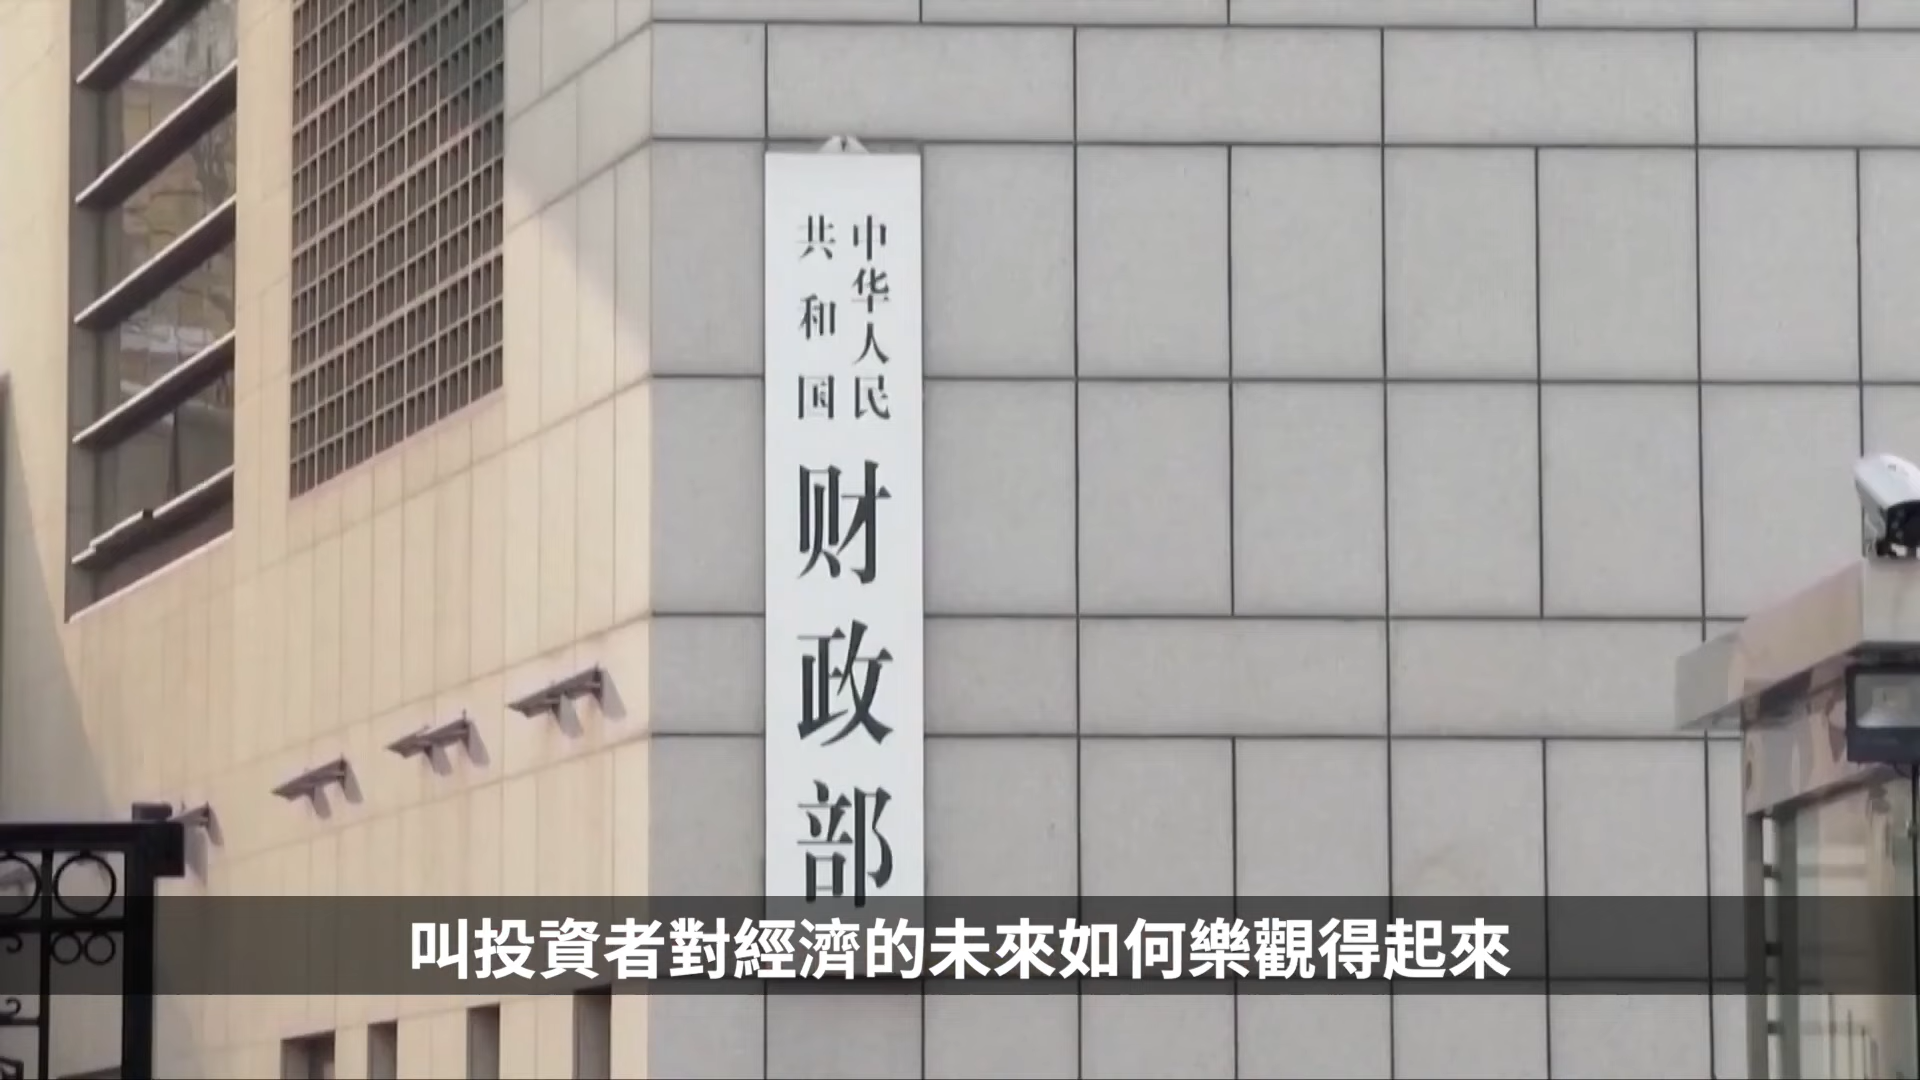 中华人民
共和国
财政部
叫投資者對經濟的未來如何樂觀得起來